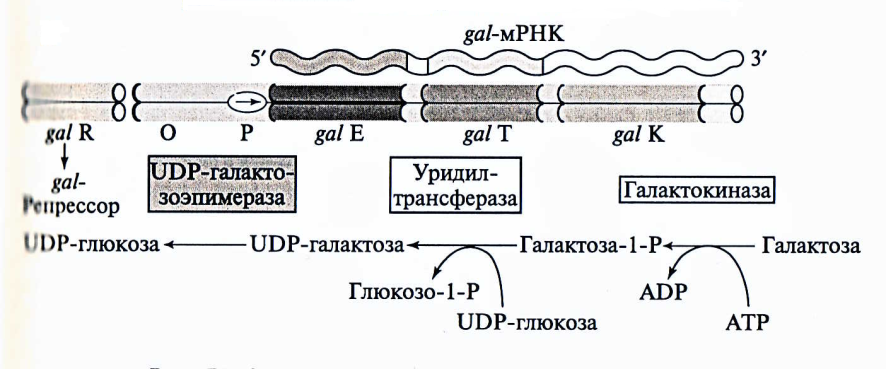 gal-мРНК
5′ 3′
gal R O P gal E gal T gal K
gal-
Репрессор
UDP-галакто-
зоэпимераза
Уридил-
трансфераза
Галактокиназа
UDP-глюкоза UDP-галактоза Галактоза-1-P Галактоза
Глюкозо-1-P ADP
UDP-глюкоза ATP